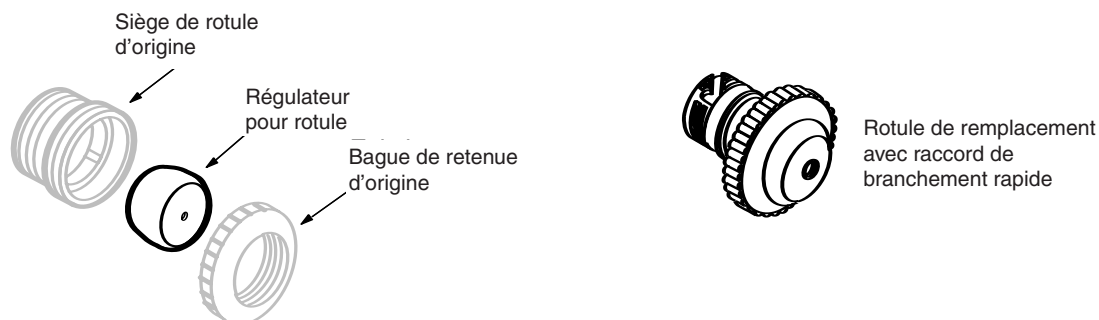 Siège de rotule
d'origine
Régulateur
pour rotule
Bague de retenue
d'origine
Rotule de remplacement
avec raccord de
branchement rapide